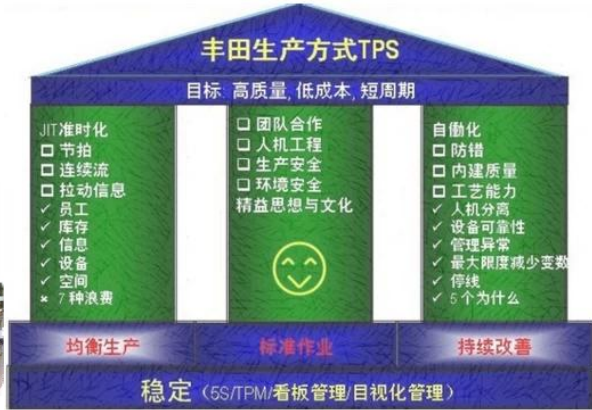 丰田生产方式TPS
目标: 高质量, 低成本, 短周期
JIT准时化
节拍
连续流
拉动信息
✓ 员工
✓ 库存
✓ 信息
✓ 设备
✓ 空间
× 7种浪费
团队合作
人机工程
生产安全
环境安全
精益思想与文化
自働化
防错
内建质量
工艺能力
✓ 人机分离
✓ 设备可靠性
✓ 管理异常
✓ 最大限度减少变数
✓ 停线
✓ 5个为什么
均衡生产
标准作业
持续改善
稳定（5S/TPM/看板管理/目视化管理）